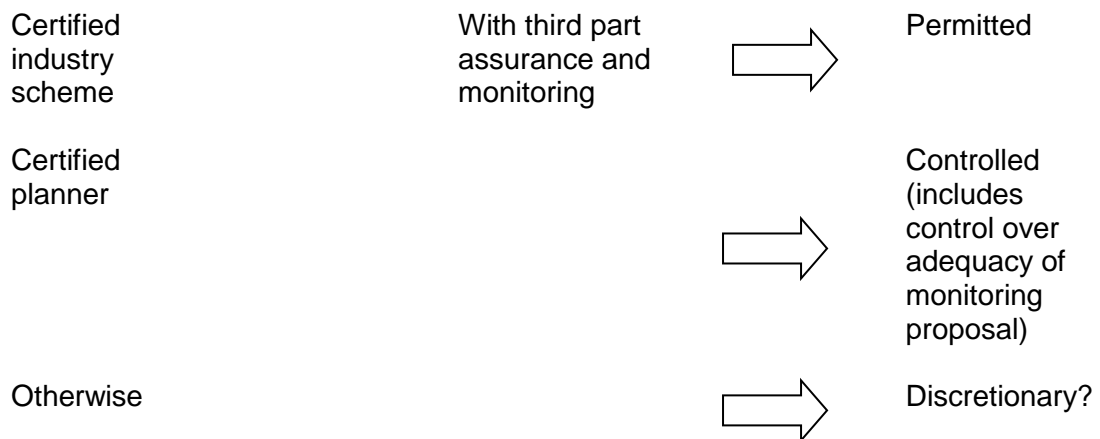 Certified
industry
scheme
With third part
assurance and
monitoring
Permitted
Certified
planner
Controlled
(includes
control over
adequacy of
monitoring
proposal)
Otherwise
Discretionary?